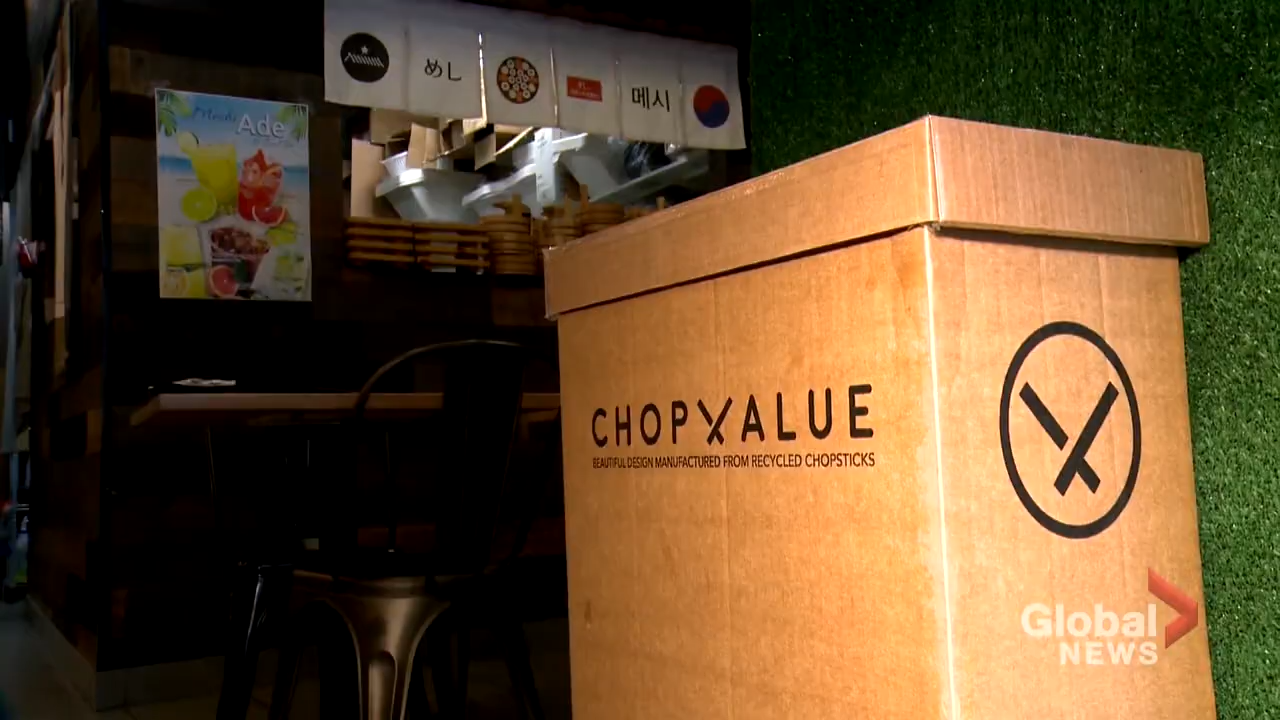 めし
메시
Ade
CHOPVALUE
BEAUTIFUL DESIGN MANUFACTURED FROM RECYCLED CHOPSTICKS
Global
NEWS